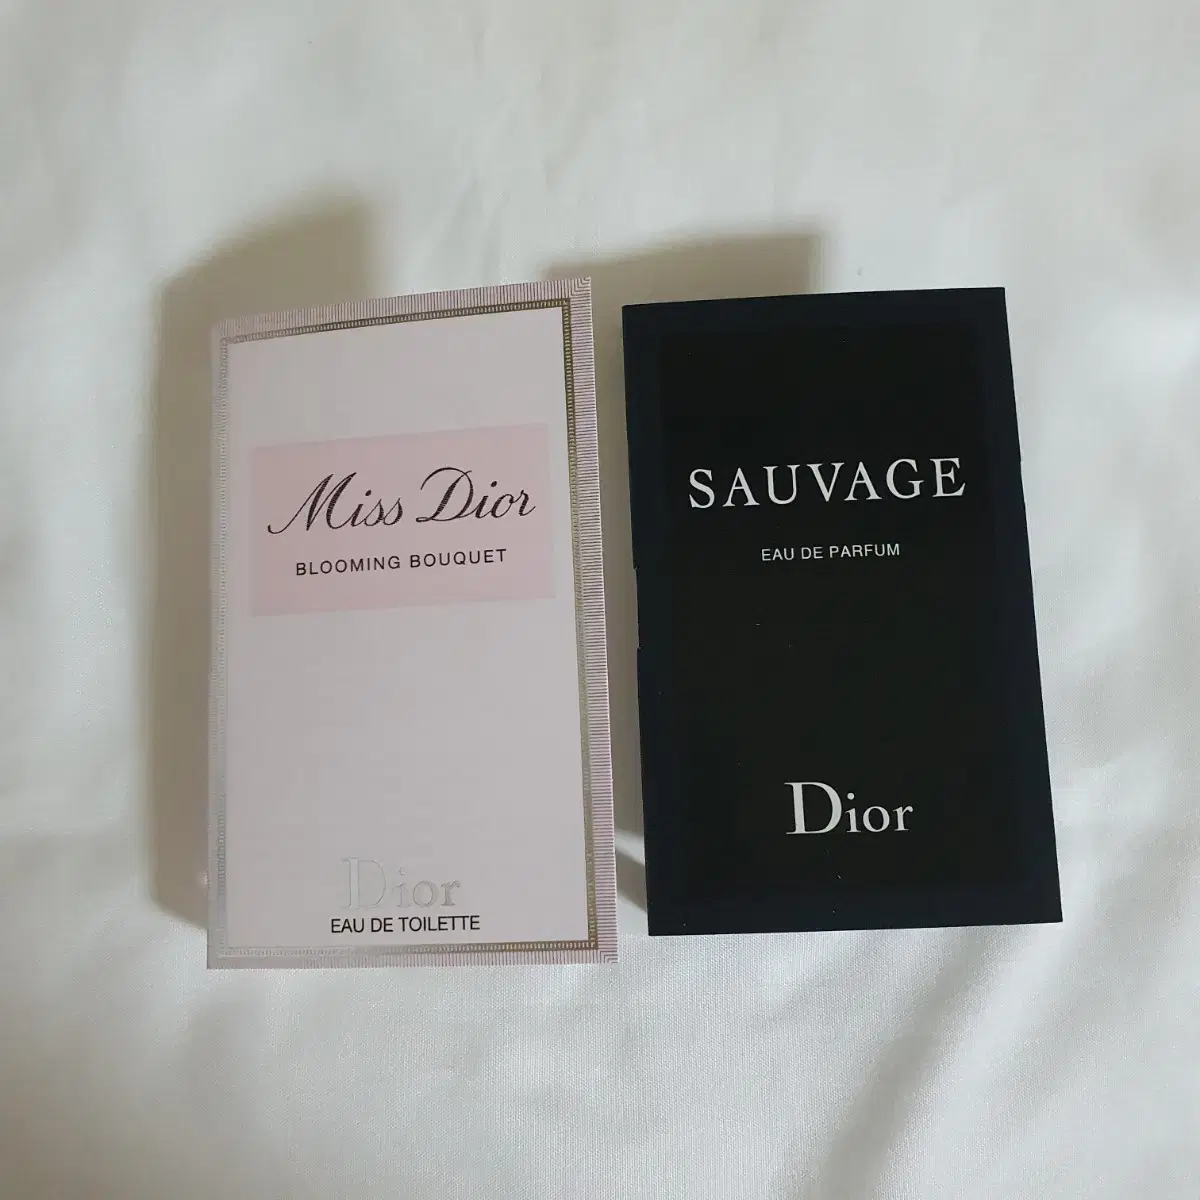 Miss Dior
BLOOMING BOUQUET
Dior
EAU DE TOILETTE
SAUVAGE
EAU DE PARFUM
Dior